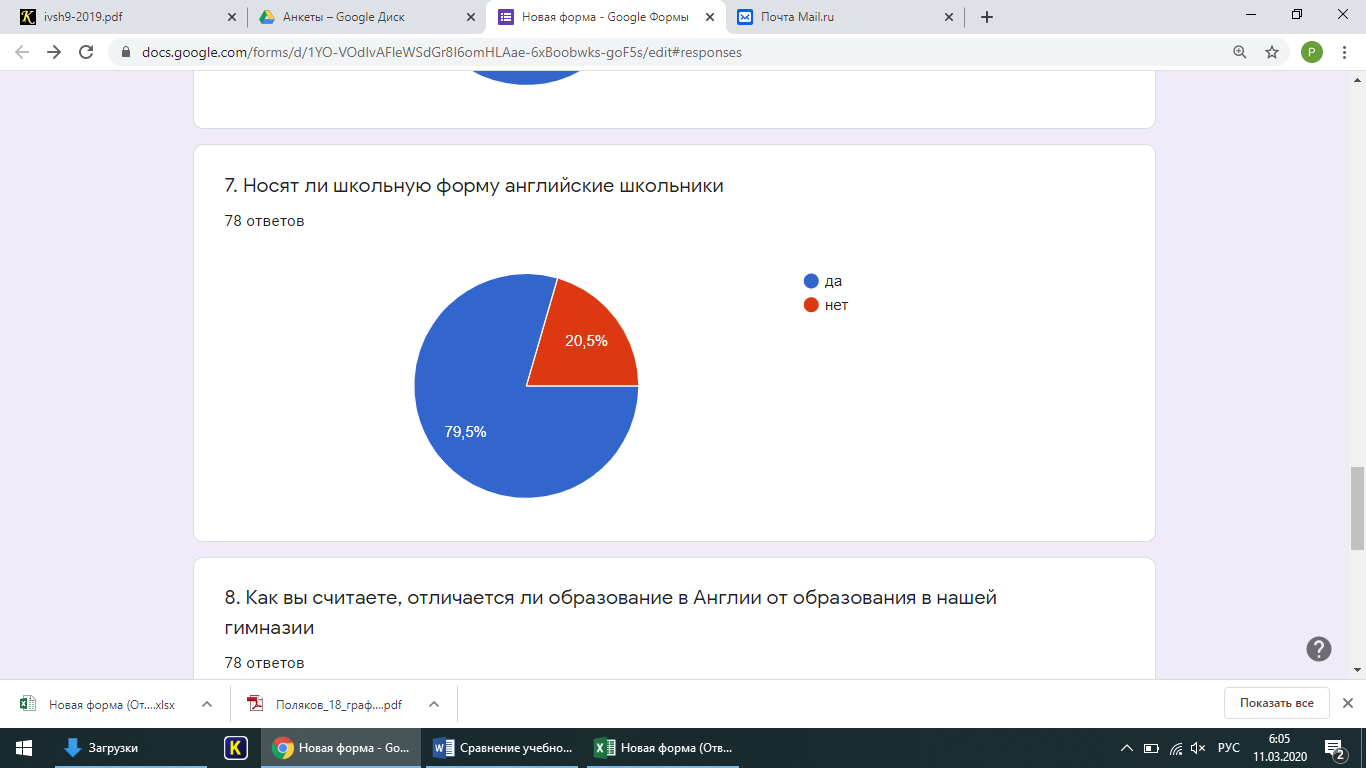 ivsh9-2019.pdf
Анкеты – Google Диск
Новая форма - Google Формы
Почта Mail.ru
docs.google.com/forms/d/1YO-VOdIvAFIeWSdGr8I6omHLAae-6xBoobwks-goF5s/edit#responses
P
7. Носят ли школьную форму английские школьники
78 ответов
да
нет
20,5%
79,5%
8. Как вы считаете, отличается ли образование в Англии от образования в нашей
гимназии
78 ответов
Новая форма (От....xlsx
Поляков_18_граф....pdf
Показать все
Загрузки
K
Новая форма - Go...
Сравнение учебно...
Новая форма (Отв...
РУС
6:05
11.03.2020
2